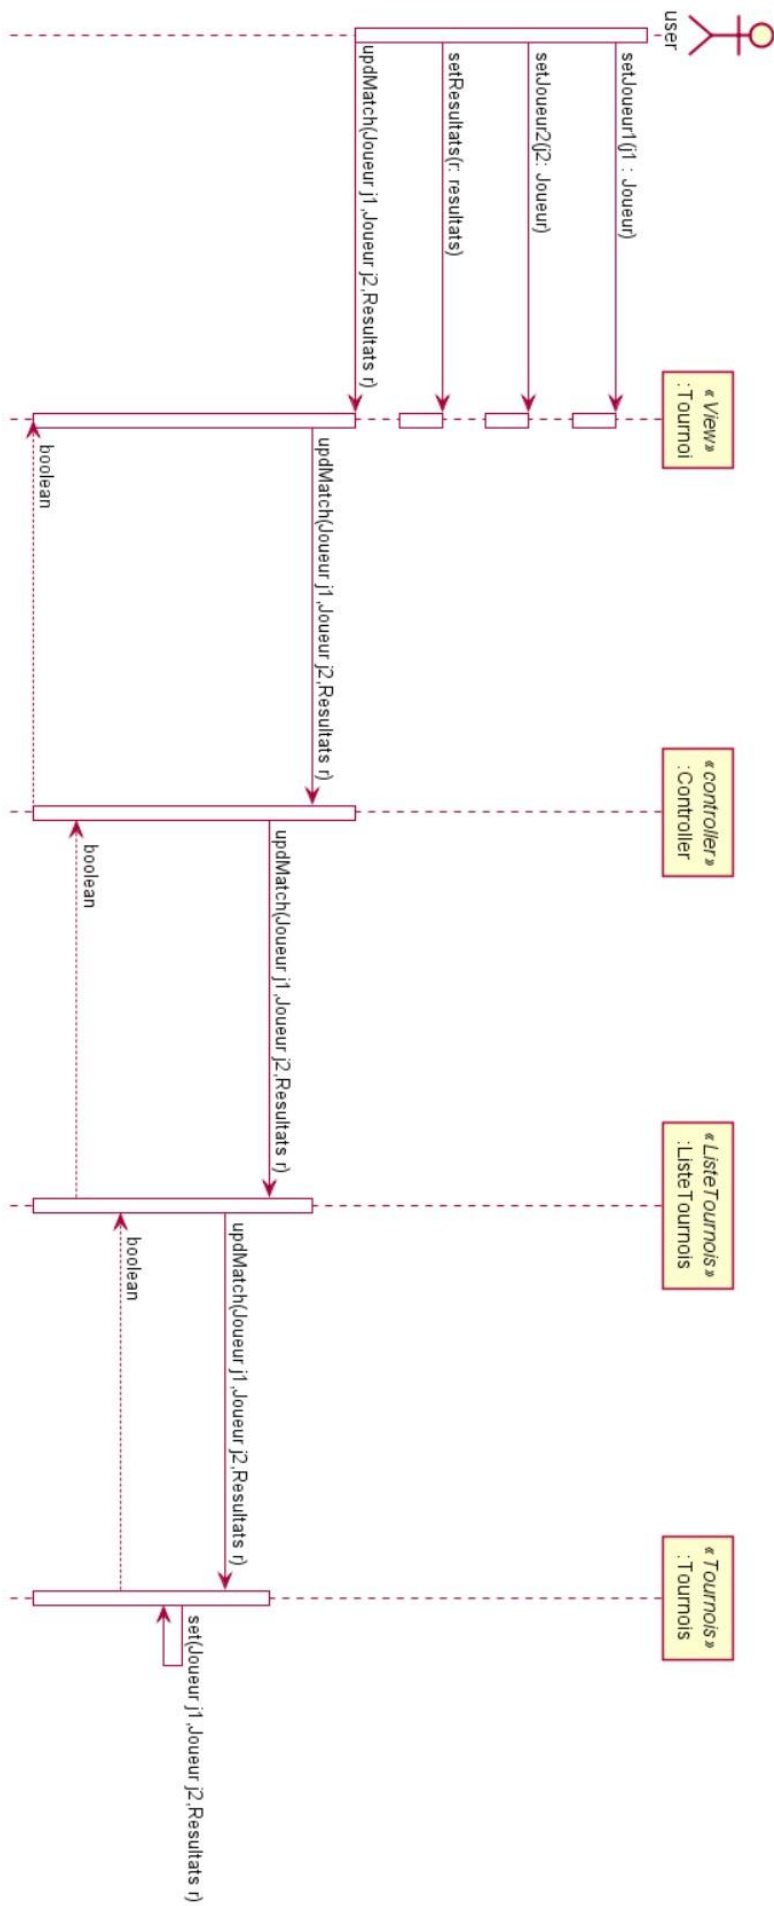 user
«View»
:Tournoi
«controller»
:Controller
«ListeTournois»
:ListeTournois
«Tournois»
:Tournois
setJoueur1(j1 : Joueur)
setJoueur2(j2: Joueur)
setResultats(r: resultats)
updMatch(Joueur j1,Joueur j2,Resultats r)
updMatch(Joueur j1,Joueur j2,Resultats r)
updMatch(Joueur j1,Joueur j2,Resultats r)
updMatch(Joueur j1,Joueur j2,Resultats r)
set(Joueur j1,Joueur j2,Resultats r)
boolean
boolean
boolean